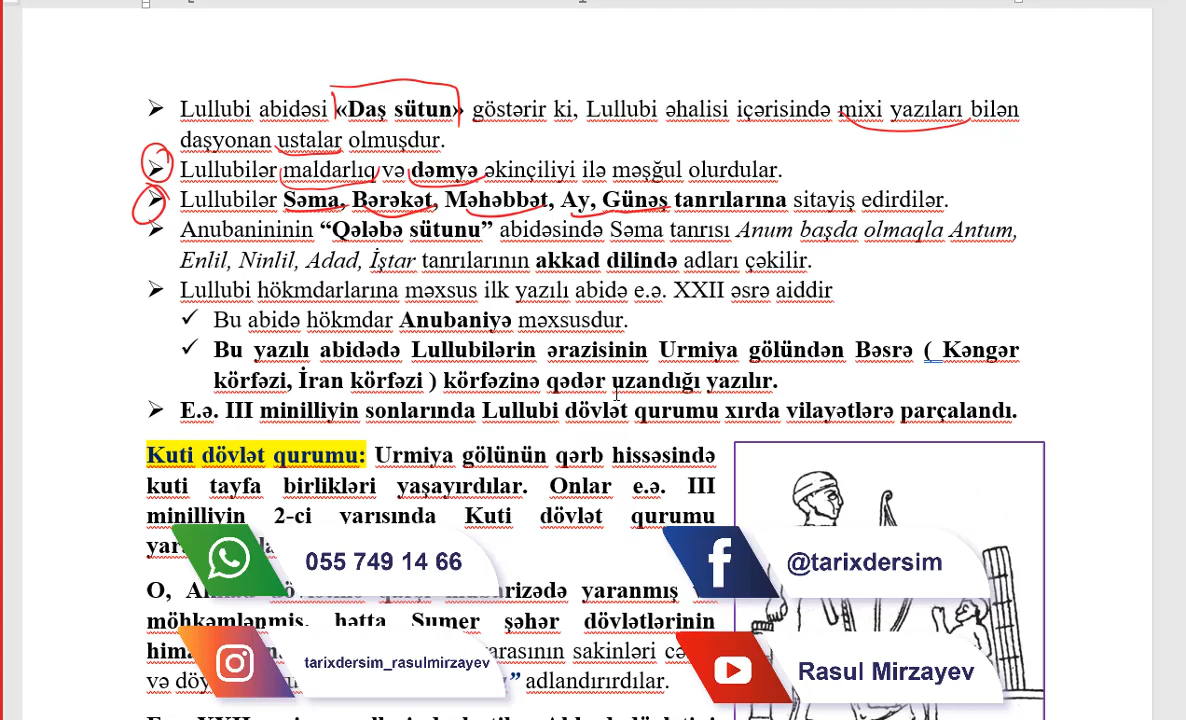 ➢ Lullubi abidəsi «Daş sütun» göstərir ki, Lullubi əhalisi içərisində mixi yazıları bilən
daşyonan ustalar olmuşdur.
➢ Lullubilər maldarlıq və dəmyə əkinçiliyi ilə məşğul olurdular.
➢ Lullubilər Səma, Bərəkət, Məhəbbət, Ay, Günəş tanrılarına sitayiş edirdilər.
➢ Anubanininin “Qələbə sütunu” abidəsində Səma tanrısı Anum başda olmaqla Antum,
Enlil, Ninlil, Adad, İştar tanrılarının akkad dilində adları çəkilir.
➢ Lullubi hökmdarlarına məxsus ilk yazılı abidə e.ə. XXII əsrə aiddir
✓ Bu abidə hökmdar Anubaniyə məxsusdur.
✓ Bu yazılı abidədə Lullubilərin ərazisinin Urmiya gölündən Bəsrə ( Kəngər
körfəzi, İran körfəzi ) körfəzinə qədər uzandığı yazılır.
➢ E.ə. III minilliyin sonlarında Lullubi dövlət qurumu xırda vilayətlərə parçalandı.
Kuti dövlət qurumu: Urmiya gölünün qərb hissəsində
kuti tayfa birlikləri yaşayırdılar. Onlar e.ə. III
minilliyin 2-ci yarısında Kuti dövlət qurumu
055 749 14 66
@tarixdersim
O, yaranmış
möhkəmlənmiş, hətta Sumer şəhər dövlətlərinin
sakinləri
tarixdersim_rasulmirzayev
Rasul Mirzayev
və ” adlandırırdılar.